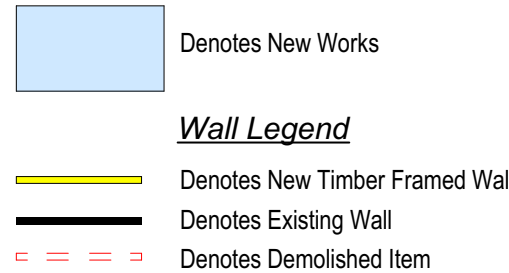 Denotes New Works
Wall Legend
Denotes New Timber Framed Wal
Denotes Existing Wall
Denotes Demolished Item